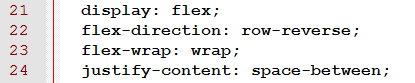 21 display: flex;
22 flex-direction: row-reverse;
23 flex-wrap: wrap;
24 justify-content: space-between;